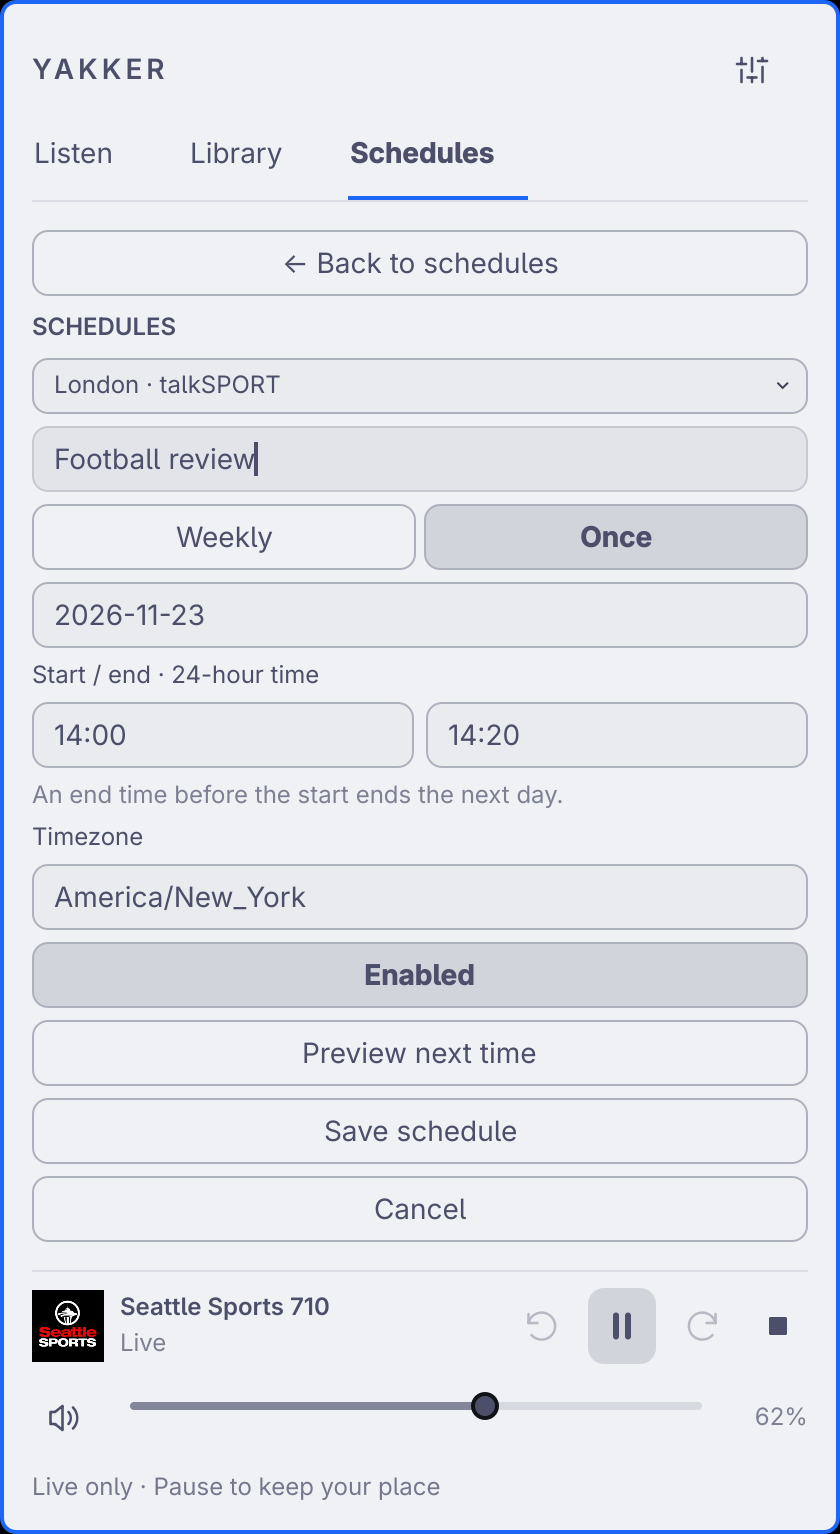 YAKKER
Listen Library Schedules
← Back to schedules
SCHEDULES
London · talkSPORT
Football review
Weekly Once
2026-11-23
Start / end · 24-hour time
14:00 14:20
An end time before the start ends the next day.
Timezone
America/New_York
Enabled
Preview next time
Save schedule
Cancel
Seattle
SPORTS
Seattle Sports 710
Live
62%
Live only · Pause to keep your place